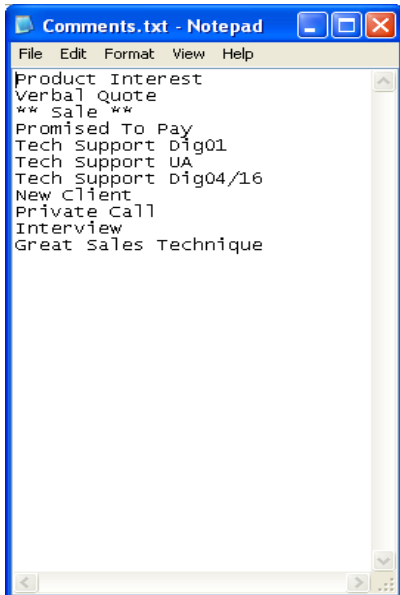 Comments.txt - Notepad
File Edit Format View Help
Product Interest
Verbal Quote
** Sale **
Promised To Pay
Tech Support Dig01
Tech Support UA
Tech Support Dig04/16
New Client
Private Call
Interview
Great Sales Technique